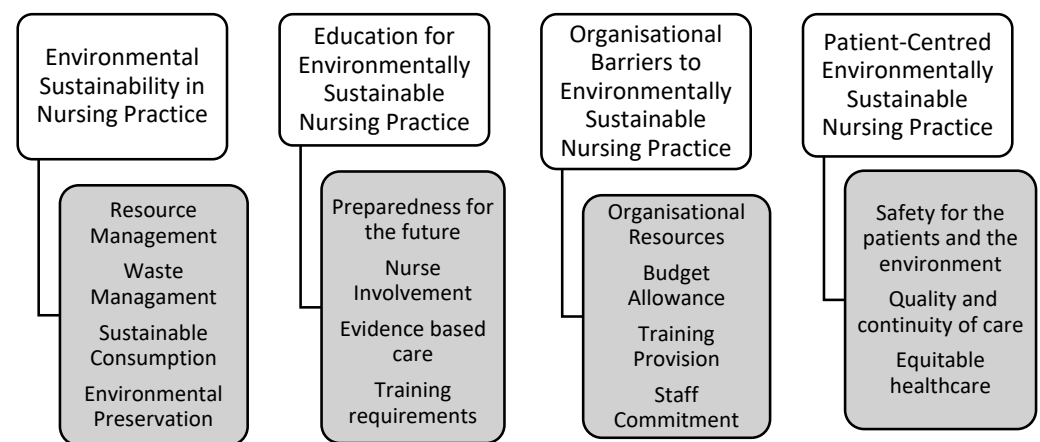 Environmental
Sustainability in
Nursing Practice
Resource
Management
Waste
Managament
Sustainable
Consumption
Environmental
Preservation
Education for
Environmentally
Sustainable
Nursing Practice
Preparedness for
the future
Nurse
Involvement
Evidence based
care
Training
requirements
Organisational
Barriers to
Environmentally
Sustainable
Nursing Practice
Organisational
Resources
Budget
Allowance
Training
Provision
Staff
Commitment
Patient-Centred
Environmentally
Sustainable
Nursing Practice
Safety for the
patients and the
environment
Quality and
continuity of care
Equitable
healthcare